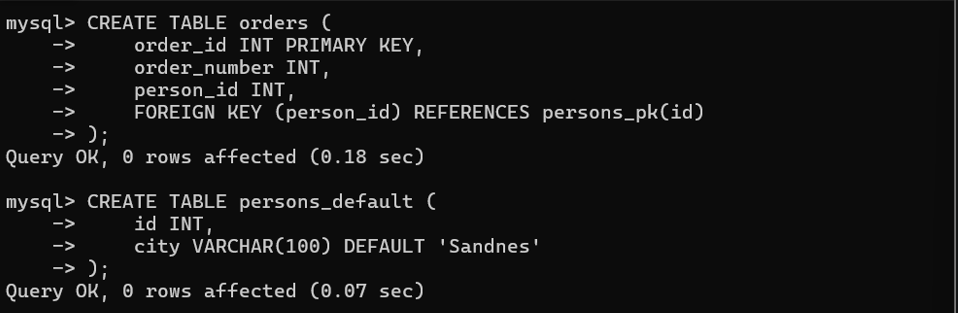 mysql> CREATE TABLE orders (
    ->     order_id INT PRIMARY KEY,
    ->     order_number INT,
    ->     person_id INT,
    ->     FOREIGN KEY (person_id) REFERENCES persons_pk(id)
    -> );
Query OK, 0 rows affected (0.18 sec)

mysql> CREATE TABLE persons_default (
    ->     id INT,
    ->     city VARCHAR(100) DEFAULT 'Sandnes'
    -> );
Query OK, 0 rows affected (0.07 sec)